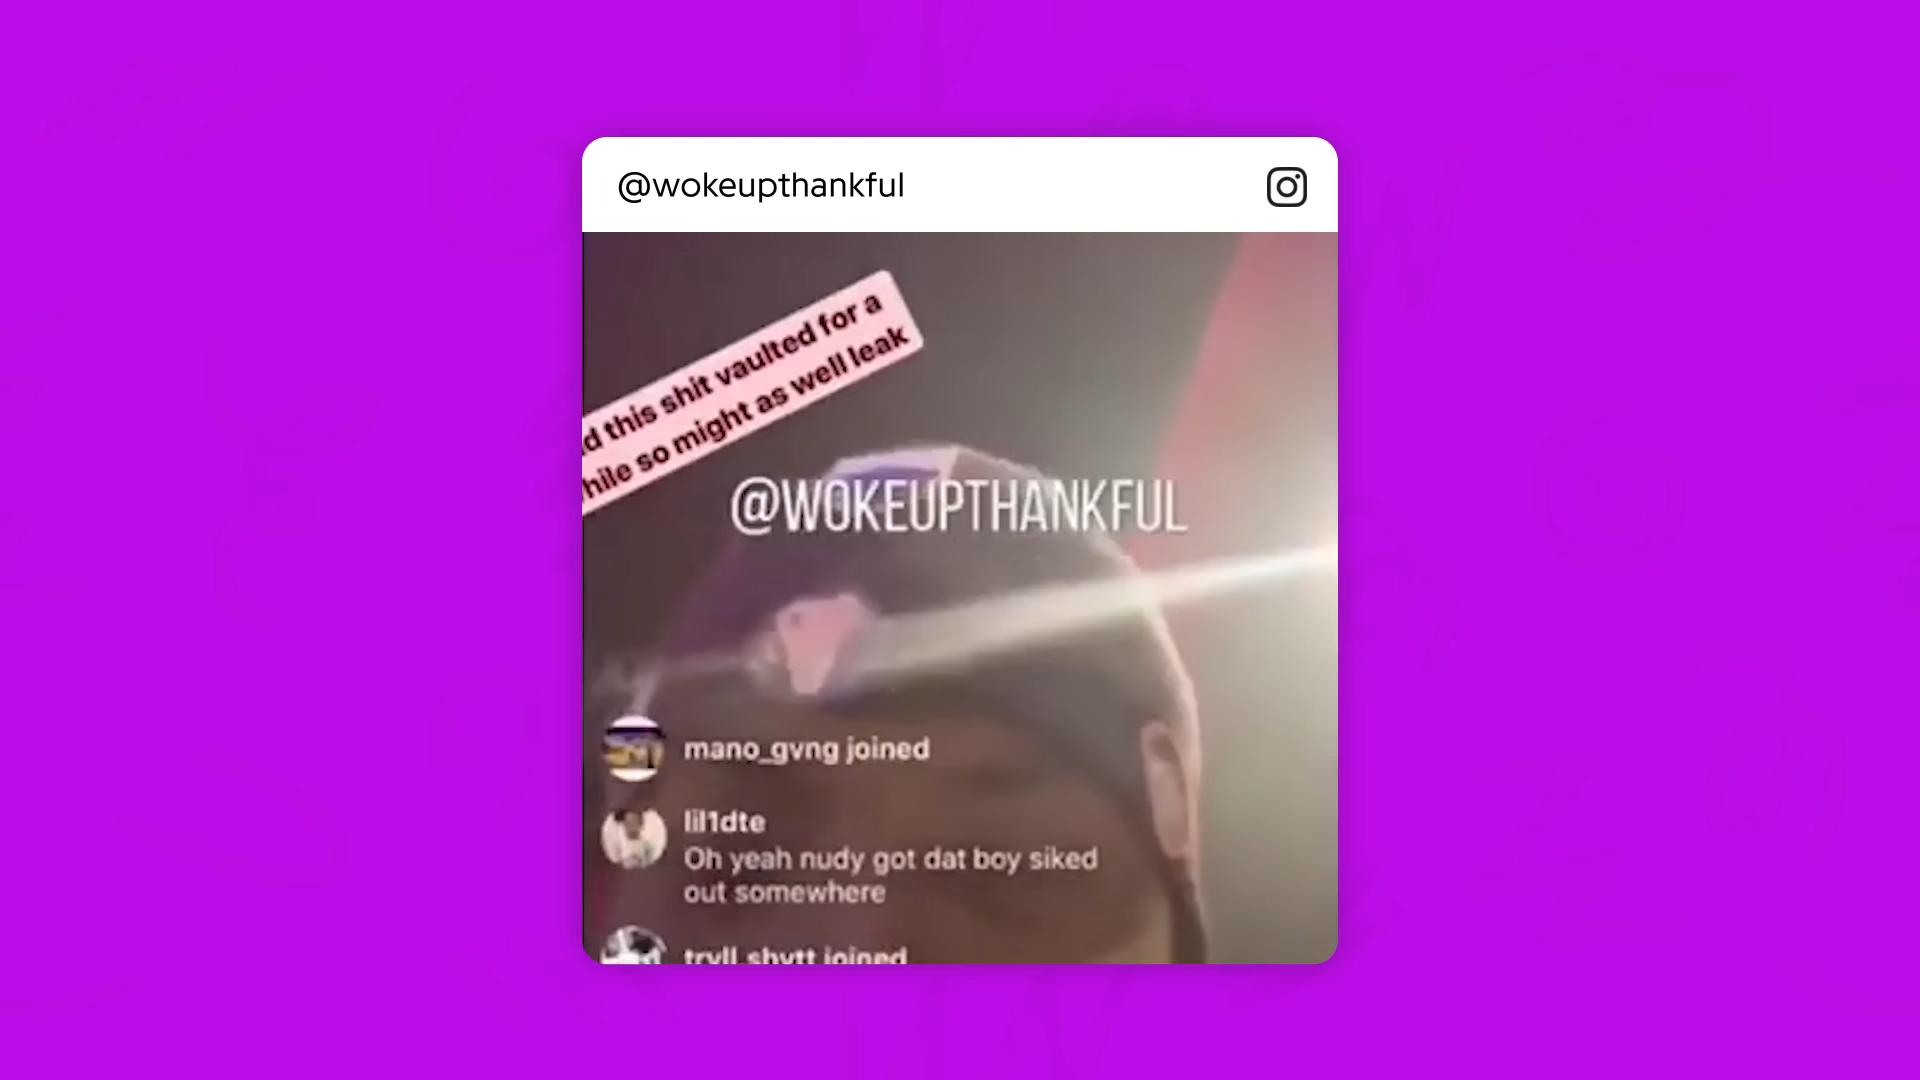 @wokeupthankful
d this shit vaulted for a
hile so might as well leak
@WOKEUPTHANKFUL
mano_gvng joined
lil1dte
Oh yeah nudy got dat boy siked
out somewhere
joined